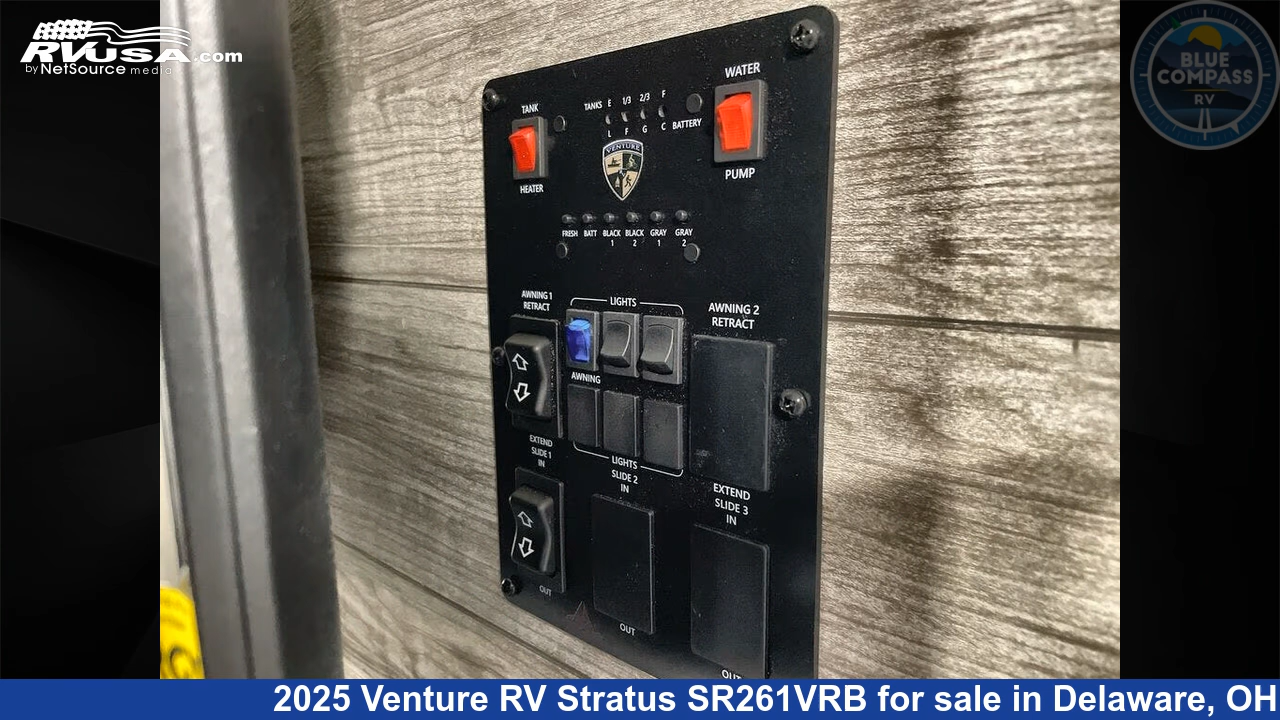 RVUSA.com
by NetSource media
BLUE
COMPASS
RV
TANK
HEATER
TANKS E 1/3 2/3 F
L F G C BATTERY
VENTURE
WATER
PUMP
FRESH BATT BLACK 1 BLACK 2 GRAY 1 GRAY 2
AWNING 1
RETRACT
LIGHTS
AWNING 2
RETRACT
AWNING
EXTEND
SLIDE 1
IN
LIGHTS
SLIDE 2
IN
EXTEND
SLIDE 3
IN
OUT
OUT
OUT
2025 Venture RV Stratus SR261VRB for sale in Delaware, OH